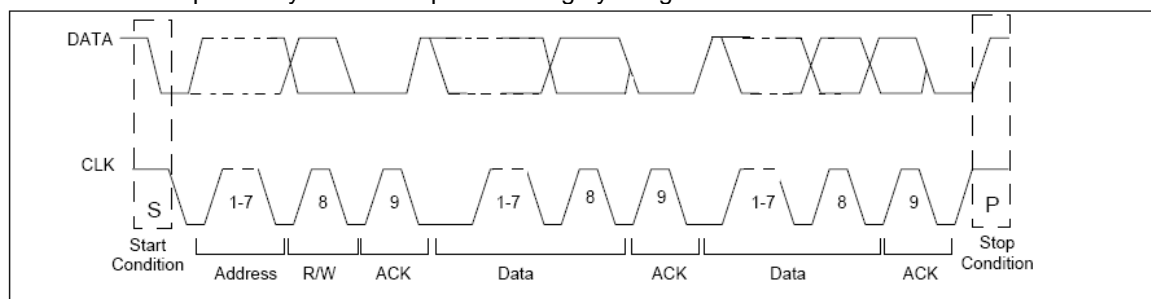 DATA
CLK
S 1-7 8 9 1-7 8 9 1-7 8 9 P
Start Condition Address R/W ACK Data ACK Data ACK Stop Condition